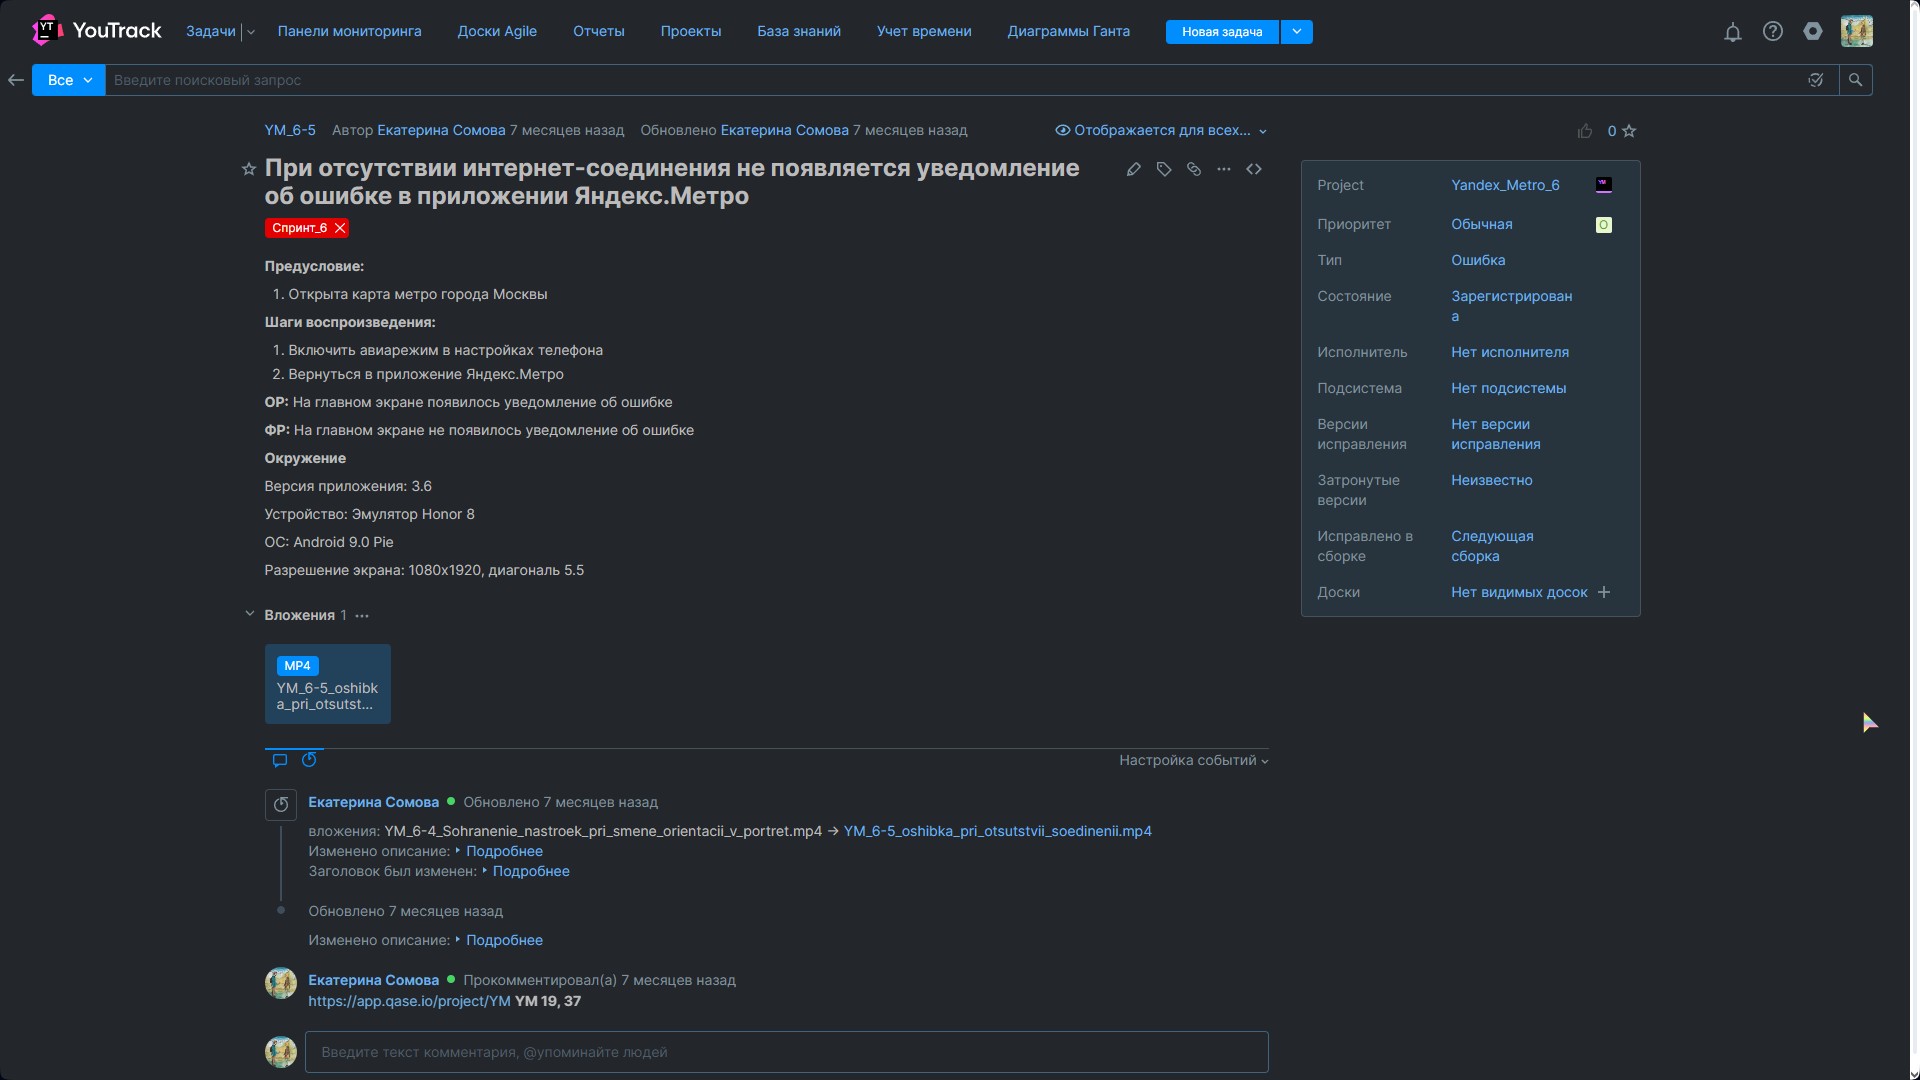 YT YouTrack Задачи Панели мониторинга Доски Agile Отчеты Проекты База знаний Учет времени Диаграммы Ганта Новая задача
Все Введите поисковый запрос
YM_6-5 Автор Екатерина Сомова 7 месяцев назад Обновлено Екатерина Сомова 7 месяцев назад Отображается для всех... 0
При отсутствии интернет-соединения не появляется уведомление
об ошибке в приложении Яндекс.Метро
Спринт_6
Предусловие:
1. Открыта карта метро города Москвы
Шаги воспроизведения:
1. Включить авиарежим в настройках телефона
2. Вернуться в приложение Яндекс.Метро
ОР: На главном экране появилось уведомление об ошибке
ФР: На главном экране не появилось уведомление об ошибке
Окружение
Версия приложения: 3.6
Устройство: Эмулятор Honor 8
ОС: Android 9.0 Pie
Разрешение экрана: 1080x1920, диагональ 5.5
Вложения 1
MP4
YM_6-5_oshibk
a_pri_otsutst...
Настройка событий
Екатерина Сомова Обновлено 7 месяцев назад
вложения: YM_6-4_Sohranenie_nastroek_pri_smene_orientacii_v_portret.mp4 → YM_6-5_oshibka_pri_otsutstvii_soedinenii.mp4
Изменено описание: Подробнее
Заголовок был изменен: Подробнее
Обновлено 7 месяцев назад
Изменено описание: Подробнее
Екатерина Сомова Прокомментировал(а) 7 месяцев назад
https://app.qase.io/project/YM YM 19, 37
Введите текст комментария, @упоминайте людей
Project Yandex_Metro_6 YM
Приоритет Обычная О
Тип Ошибка
Состояние Зарегистрирован
а
Исполнитель Нет исполнителя
Подсистема Нет подсистемы
Версии Нет версии
исправления исправления
Затронутые Неизвестно
версии
Исправлено в Следующая
сборке сборка
Доски Нет видимых досок